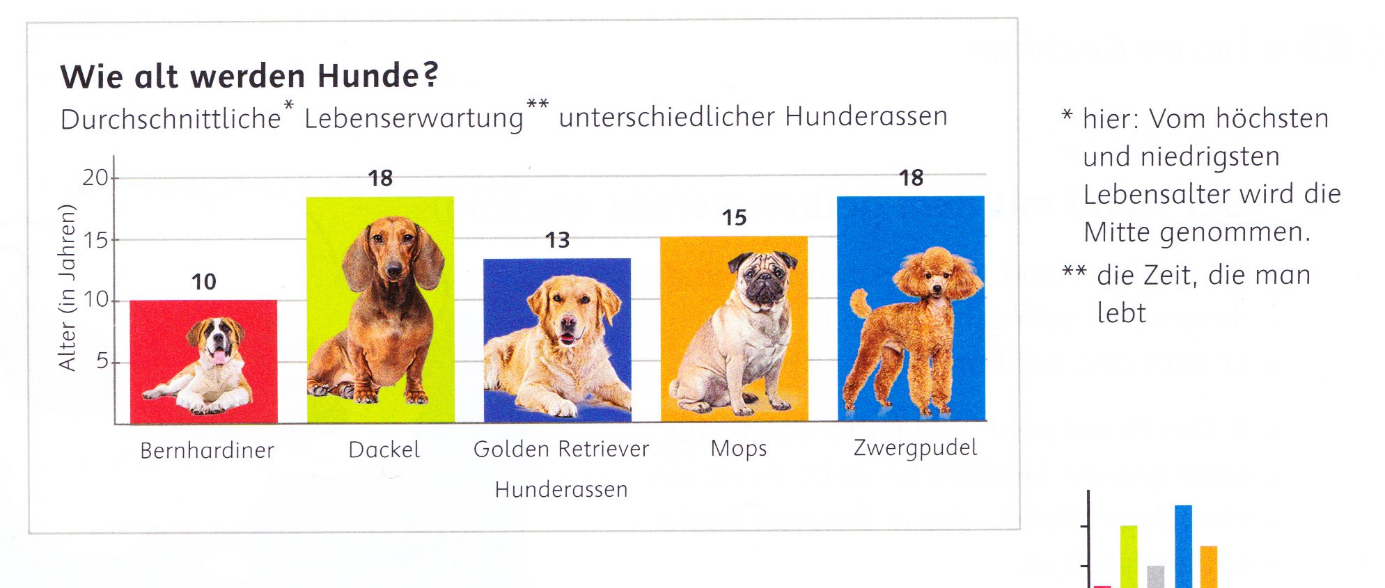 Wie alt werden Hunde?
Durchschnittliche* Lebenserwartung** unterschiedlicher Hunderassen
Alter (in Jahren)
20
15
10
5
10
18
13
15
18
Bernhardiner
Dackel
Golden Retriever
Mops
Zwergpudel
Hunderassen
* hier: Vom höchsten
und niedrigsten
Lebensalter wird die
Mitte genommen.
** die Zeit, die man
lebt